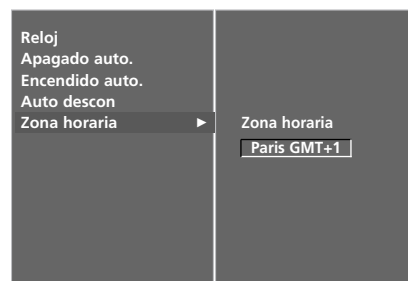 Reloj
Apagado auto.
Encendido auto.
Auto descon
Zona horaria ►
Zona horaria
Paris GMT+1